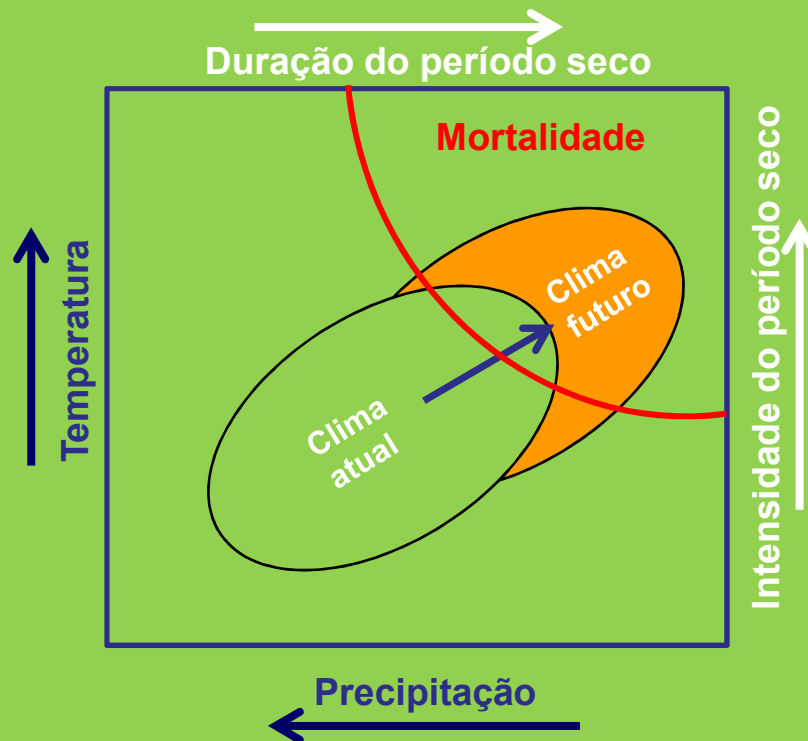 Duração do período seco
Mortalidade
Intensidade do período seco
Temperatura
Clima
futuro
Clima
atual
Precipitação